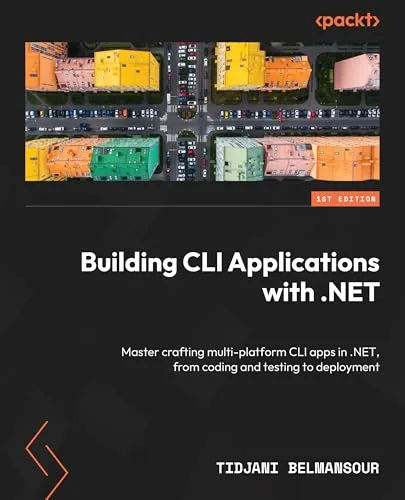 <packt>
1ST EDITION
Building CLI Applications
with .NET
Master crafting multi-platform CLI apps in .NET,
from coding and testing to deployment
TIDJANI BELMANSOUR